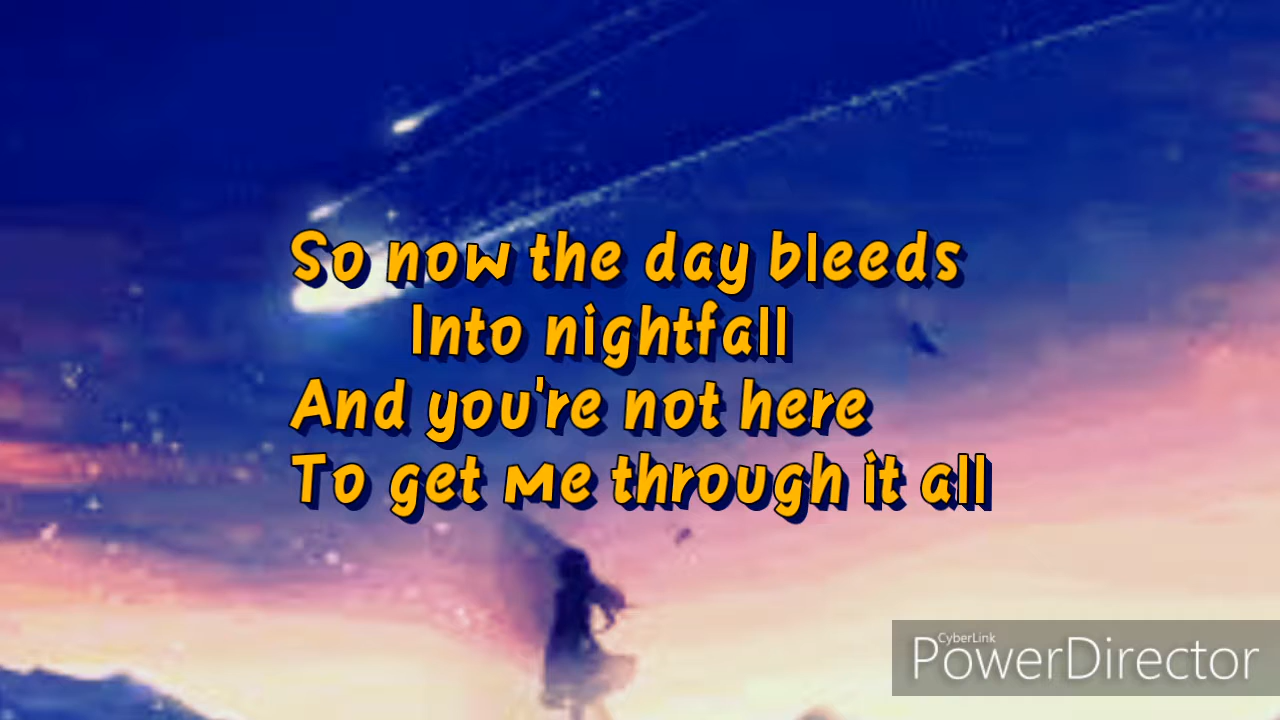 So now the day bleeds
Into nightfall
And you're not here
To get me through it all
CyberLink
PowerDirector